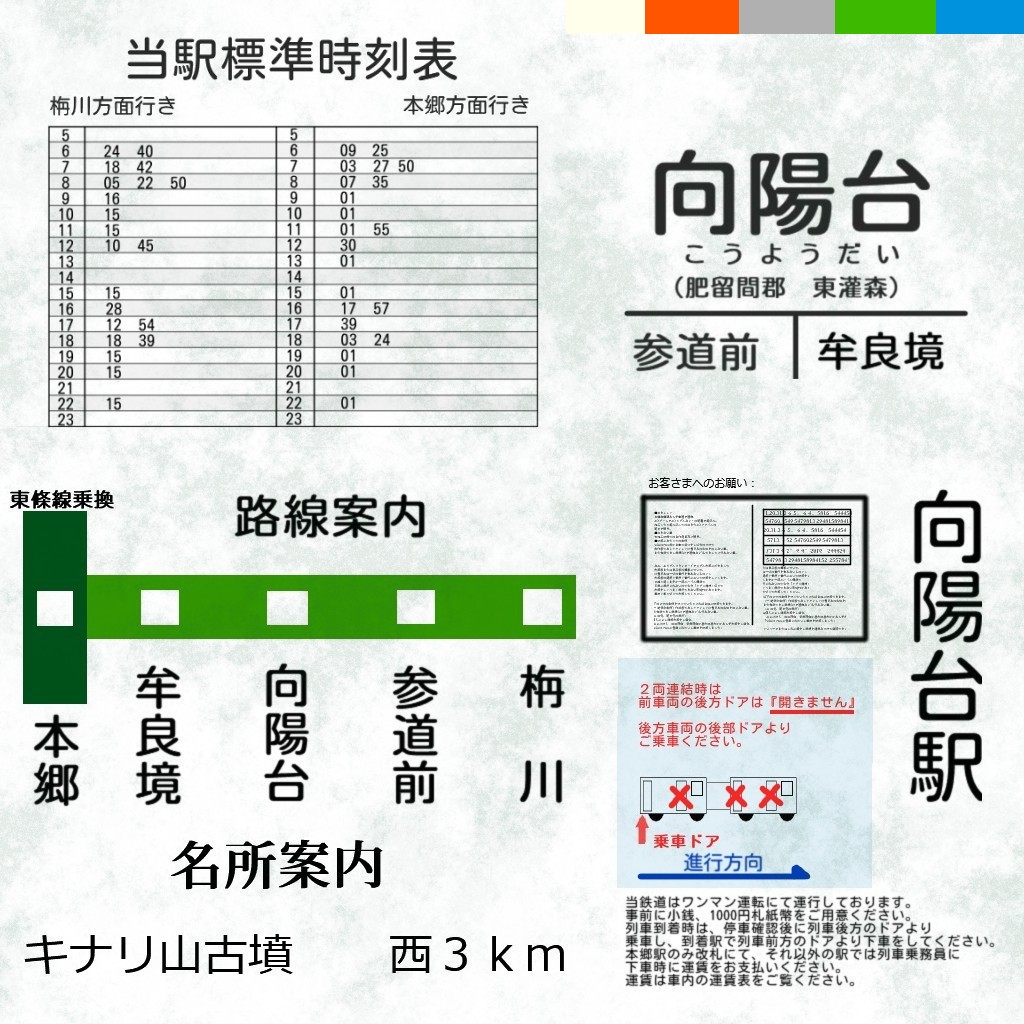 当駅標準時刻表
栴川方面行き　本郷方面行き
5　5
6　24　40　6　09　25
7　18　42　7　03　27　50
8　05　22　50　8　07　35
9　16　9　01
10　15　10　01
11　15　11　01　55
12　10　45　12　30
13　13　01
14　14
15　15　15　01
16　28　16　17　57
17　12　54　17　39
18　18　39　18　03　24
19　15　19　01
20　15　20　01
21　21
22　15　22　01
23　23
向陽台
こうようだい
（肥留間郡　東灌森）
参道前　牟良境
東條線乗換
路線案内
本郷
牟良境
向陽台
参道前
栴川
名所案内
キナリ山古墳　西３ｋｍ
お客さまへのお願い：
向陽台駅
２両連結時は
前車両の後方ドアは『開きません』
後方車両の後部ドアより
ご乗車ください。
乗車ドア
進行方向
当鉄道はワンマン運転にて運行しております。
事前に小銭、1000円札紙幣をご用意ください。
列車到着時は、停車確認後に列車後方のドアより
乗車し、到着駅で列車前方のドアより下車をしてください。
本郷駅のみ改札にて、それ以外の駅では列車乗務員に
下車時に運賃をお支払いください。
運賃は車内の運賃表をご覧ください。